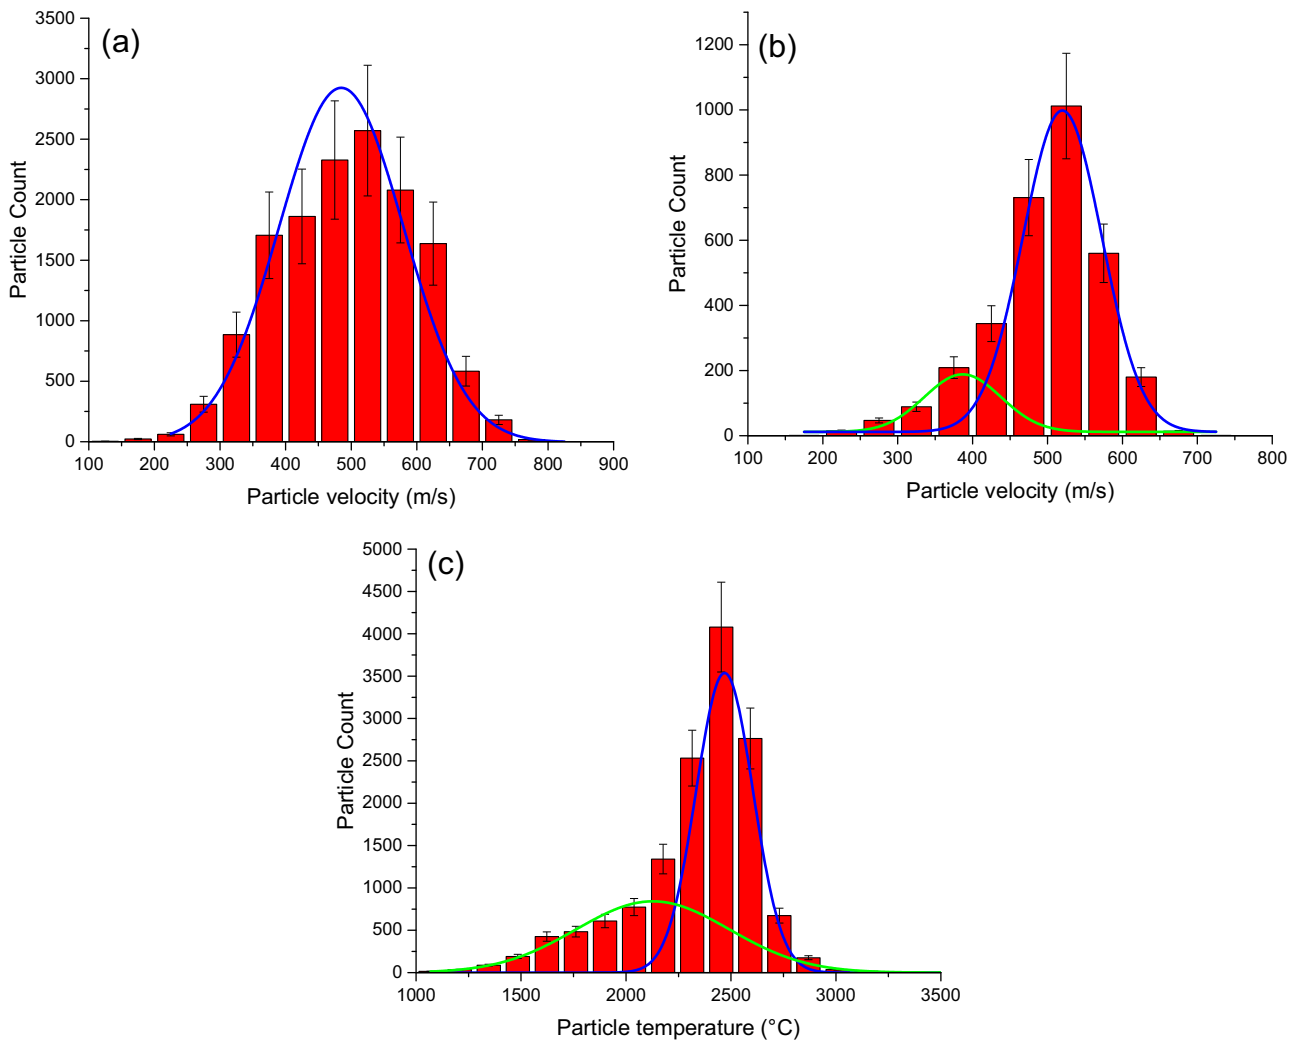 (a)
Particle Count
3500
3000
2500
2000
1500
1000
500
0
100 200 300 400 500 600 700 800 900
Particle velocity (m/s)
(b)
Particle Count
1200
1000
800
600
400
200
0
100 200 300 400 500 600 700 800
Particle velocity (m/s)
(c)
Particle Count
5000
4500
4000
3500
3000
2500
2000
1500
1000
500
0
1000 1500 2000 2500 3000 3500
Particle temperature (°C)